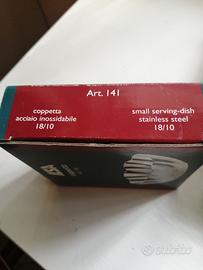 Art. 141
coppetta
acciaio inossidabile
18/10
small serving-dish
stainless steel
18/10
subito